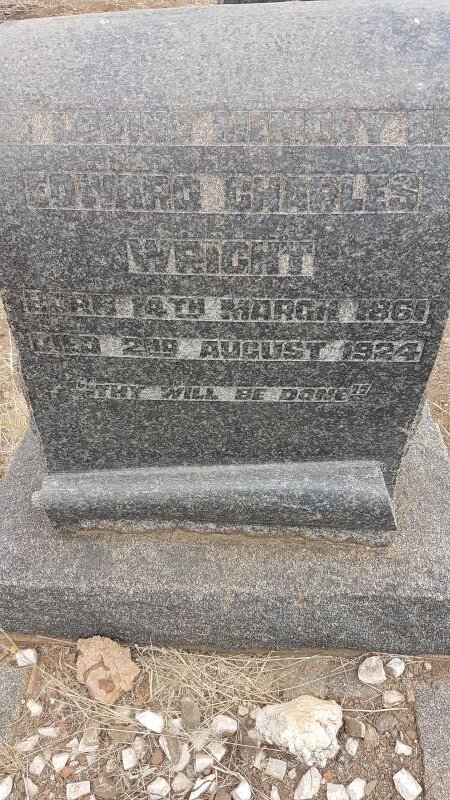 IN LOVING MEMORY OF
EDWARD CHARLES
WRIGHT
BORN 14TH MARCH 1861
DIED 2ND AUGUST 1924
"THY WILL BE DONE"